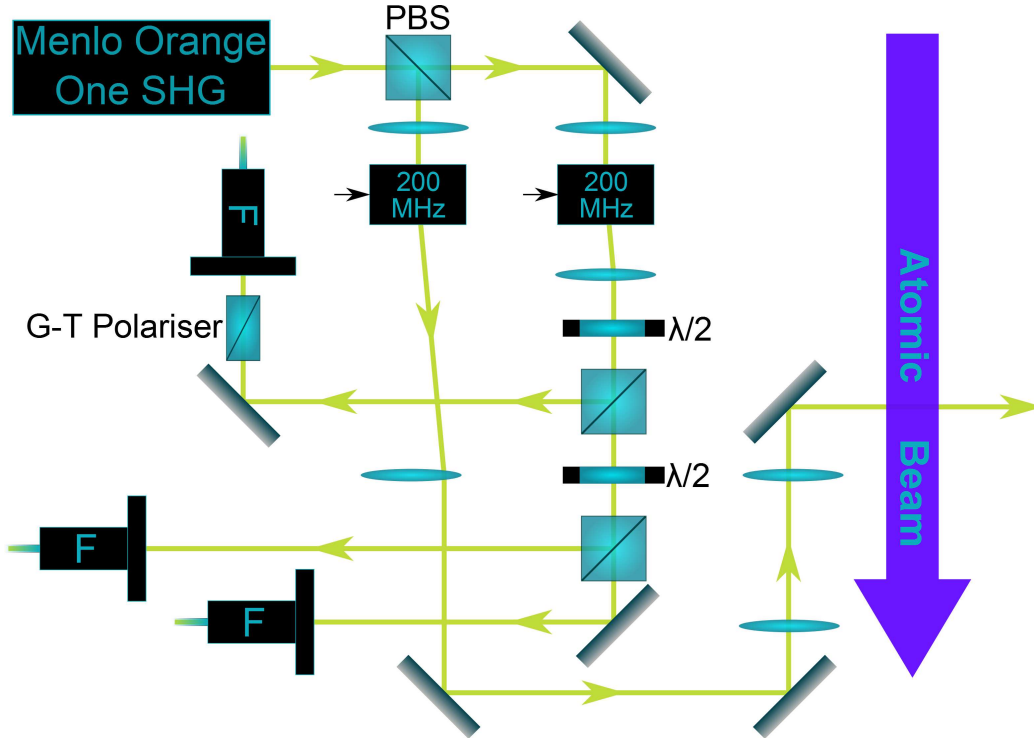 PBS
Menlo Orange
One SHG
200
MHz
200
MHz
F
G-T Polariser
λ/2
λ/2
F
F
Atomic Beam